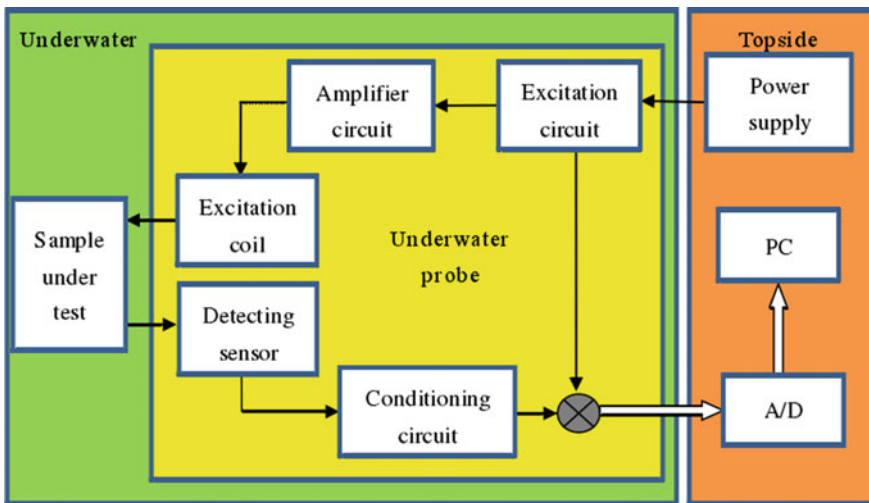 Underwater
Topside
Amplifier
circuit
Excitation
circuit
Power
supply
Excitation
coil
Sample
under
test
Underwater
probe
PC
Detecting
sensor
Conditioning
circuit
A/D